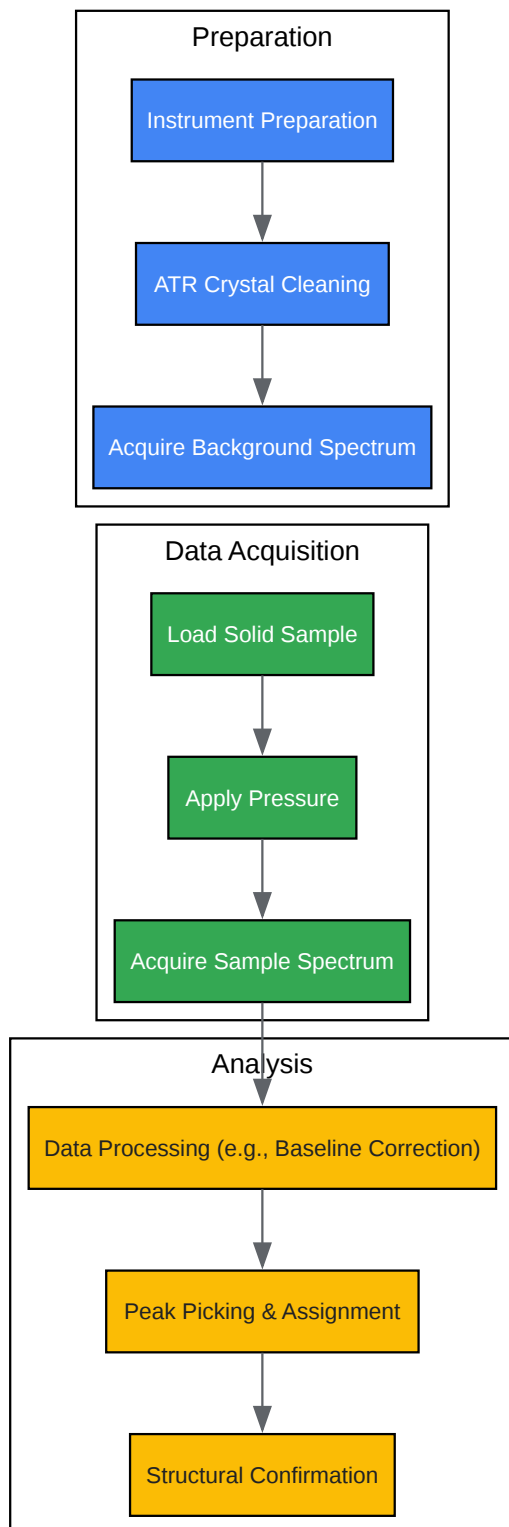 Preparation
Instrument Preparation
ATR Crystal Cleaning
Acquire Background Spectrum
Data Acquisition
Load Solid Sample
Apply Pressure
Acquire Sample Spectrum
Analysis
Data Processing (e.g., Baseline Correction)
Peak Picking & Assignment
Structural Confirmation